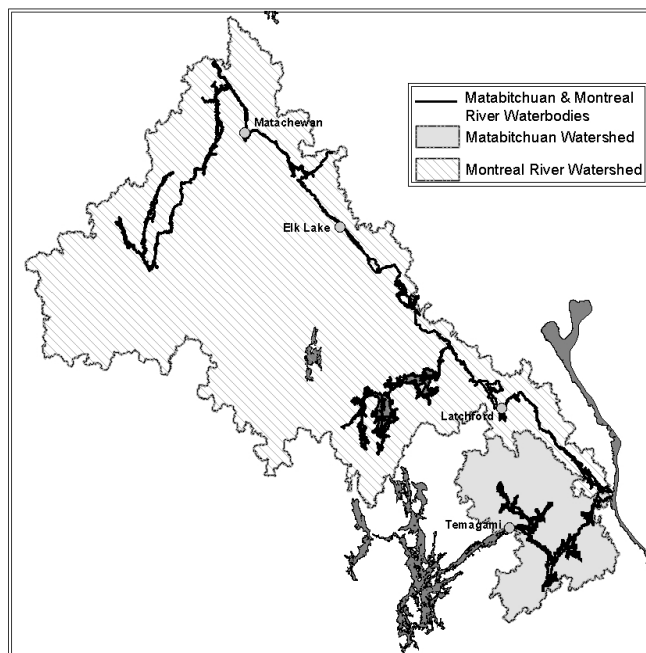 Matabitchuan & Montreal
River Waterbodies
Matabitchuan Watershed
Montreal River Watershed
Matachewan
Elk Lake
Latchford
Temagami